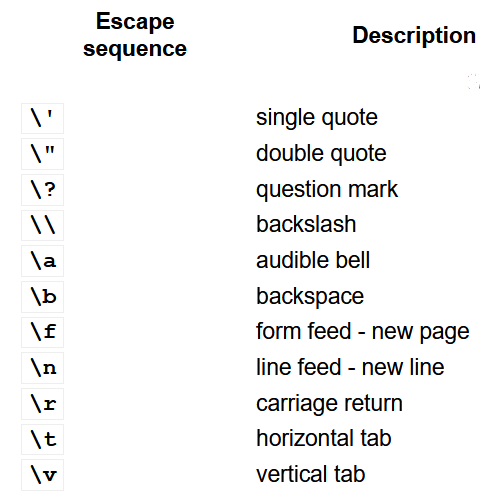 Escape sequence Description
\' single quote
\" double quote
\? question mark
\\ backslash
\a audible bell
\b backspace
\f form feed - new page
\n line feed - new line
\r carriage return
\t horizontal tab
\v vertical tab